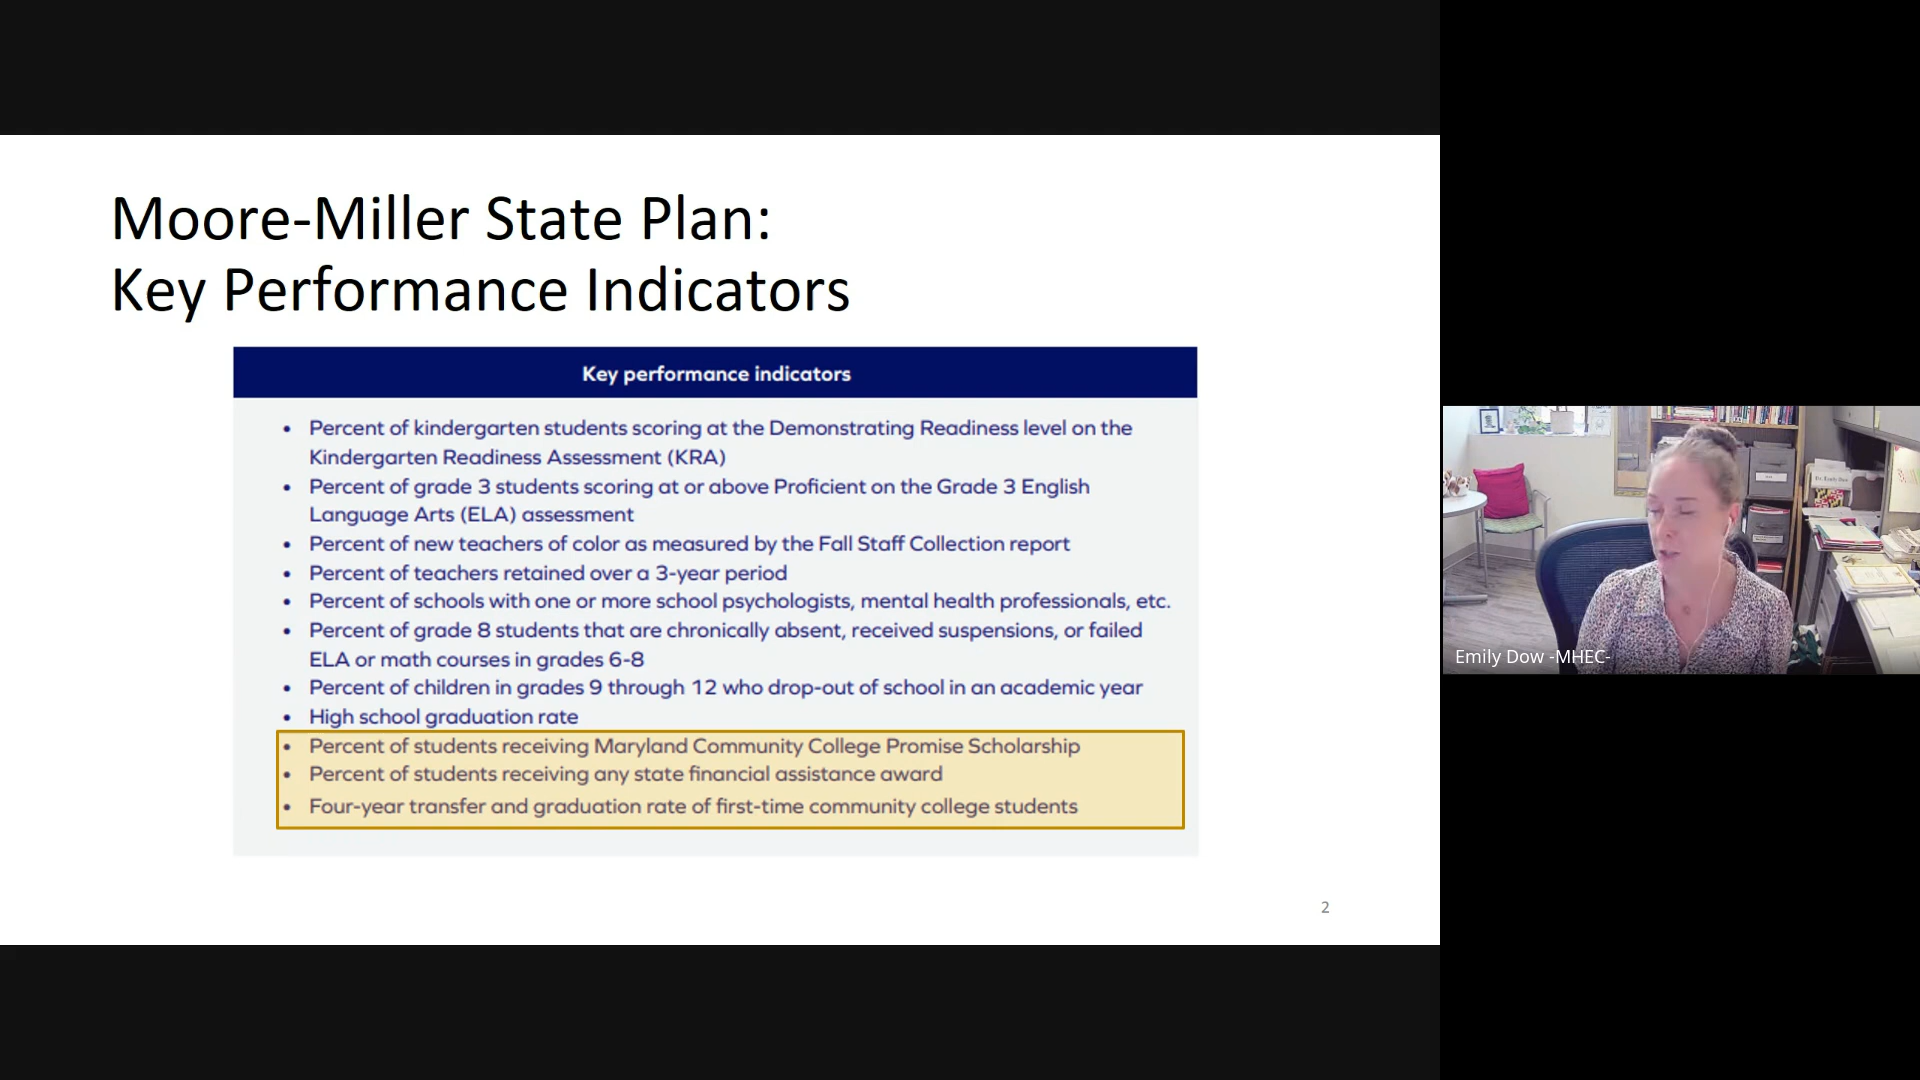 Moore-Miller State Plan:
Key Performance Indicators
Key performance indicators
• Percent of kindergarten students scoring at the Demonstrating Readiness level on the
Kindergarten Readiness Assessment (KRA)
• Percent of grade 3 students scoring at or above Proficient on the Grade 3 English
Language Arts (ELA) assessment
• Percent of new teachers of color as measured by the Fall Staff Collection report
• Percent of teachers retained over a 3-year period
• Percent of schools with one or more school psychologists, mental health professionals, etc.
• Percent of grade 8 students that are chronically absent, received suspensions, or failed
ELA or math courses in grades 6-8
• Percent of children in grades 9 through 12 who drop-out of school in an academic year
• High school graduation rate
• Percent of students receiving Maryland Community College Promise Scholarship
• Percent of students receiving any state financial assistance award
• Four-year transfer and graduation rate of first-time community college students
2
Dr. Emily Dow
Emily Dow -MHEC-